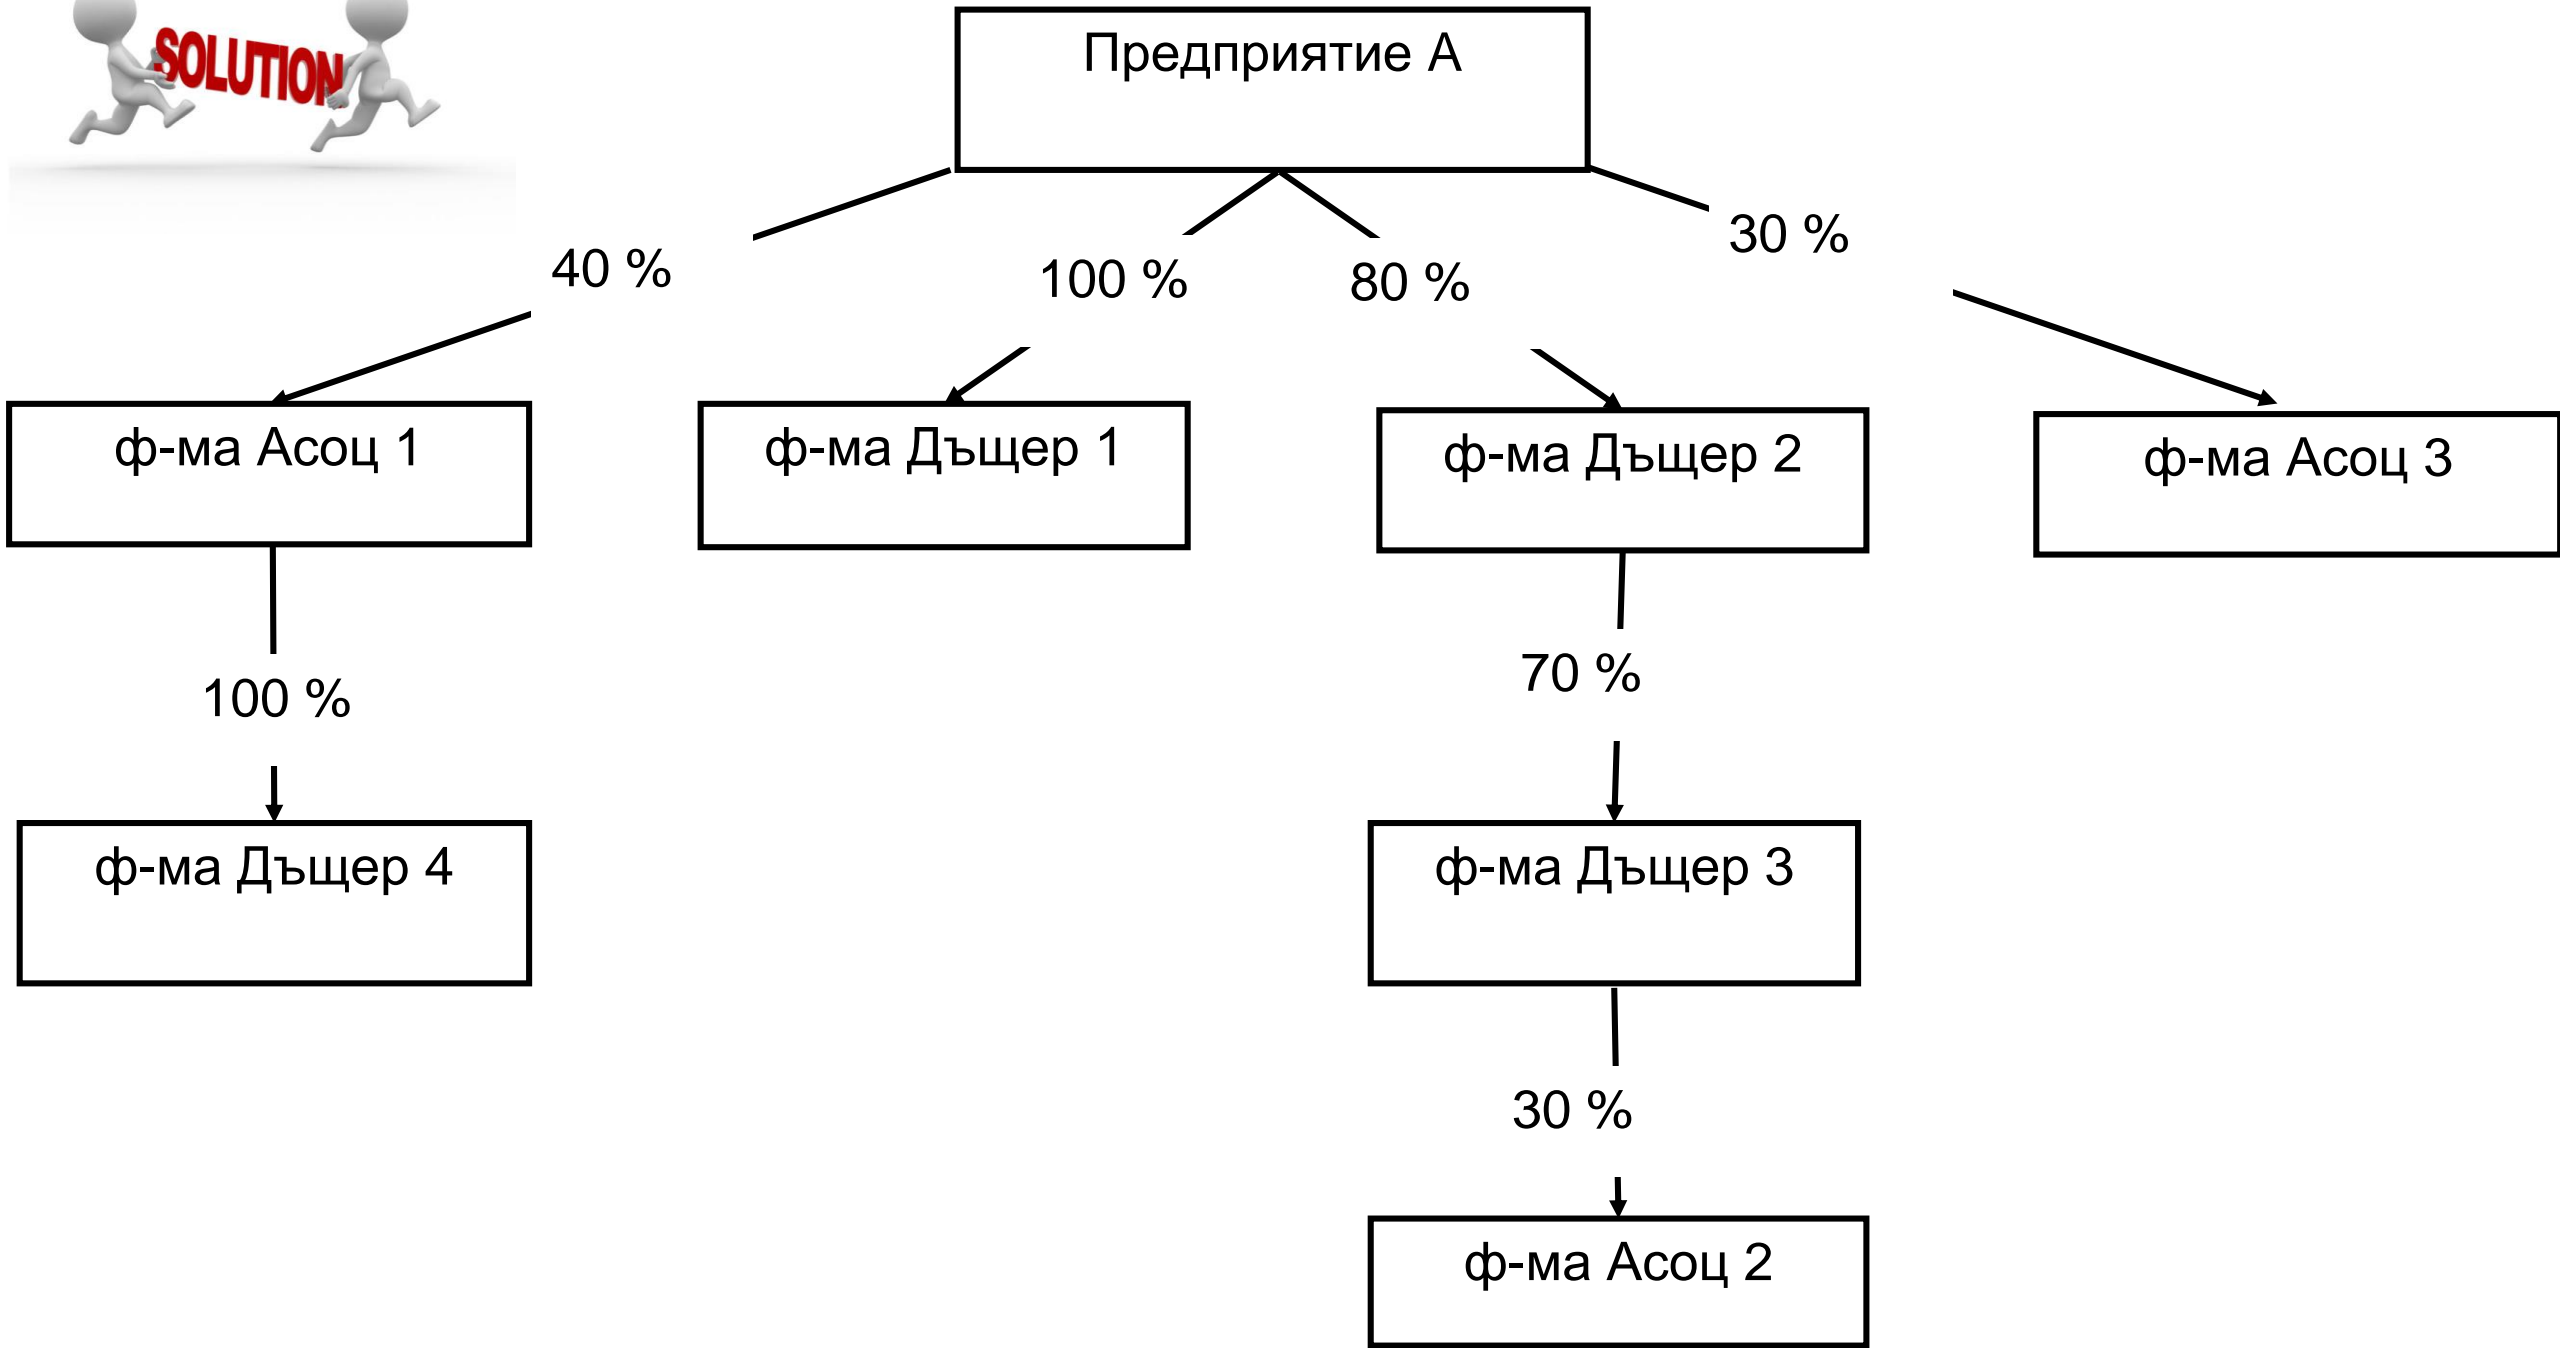 SOLUTION
Предприятие А
40 %
100 %
80 %
30 %
ф-ма Асоц 1
ф-ма Дъщер 1
ф-ма Дъщер 2
ф-ма Асоц 3
100 %
70 %
ф-ма Дъщер 4
ф-ма Дъщер 3
30 %
ф-ма Асоц 2